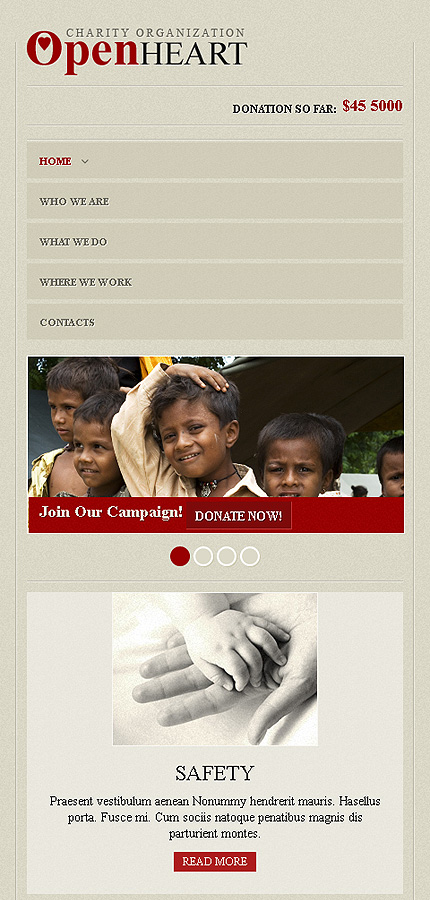 CHARITY ORGANIZATION
OpenHEART
DONATION SO FAR: $45 5000
HOME
WHO WE ARE
WHAT WE DO
WHERE WE WORK
CONTACTS
Join Our Campaign! DONATE NOW!
SAFETY
Praesent vestibulum aenean Nonummy hendrerit mauris. Hasellus
porta. Fusce mi. Cum sociis natoque penatibus magnis dis
parturient montes.
READ MORE